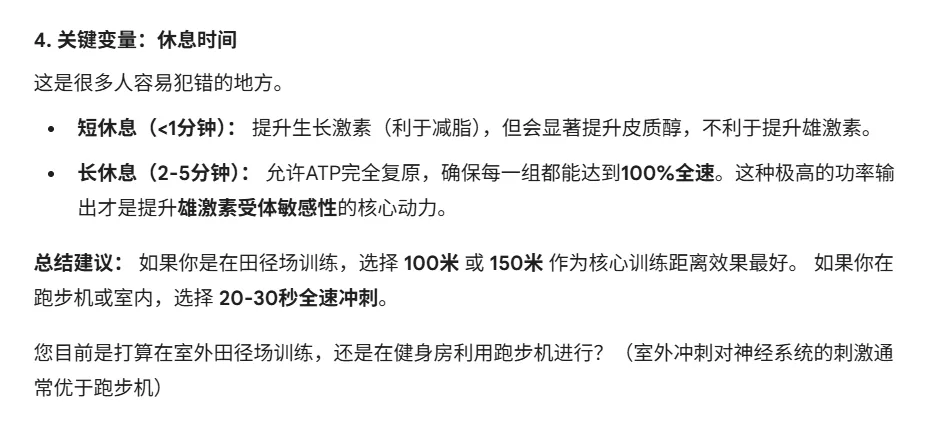 4. 关键变量：休息时间
这是很多人容易犯错的地方。
• 短休息（<1分钟）： 提升生长激素（利于减脂），但会显著提升皮质醇，不利于提升雄激素。
• 长休息（2-5分钟）： 允许ATP完全复原，确保每一组都能达到100%全速。这种极高的功率输
出才是提升雄激素受体敏感性的核心动力。
总结建议： 如果你是在田径场训练，选择 100米 或 150米 作为核心训练距离效果最好。 如果你在
跑步机或室内，选择 20-30秒全速冲刺。
您目前是打算在室外田径场训练，还是在健身房利用跑步机进行？（室外冲刺对神经系统的刺激通
常优于跑步机）